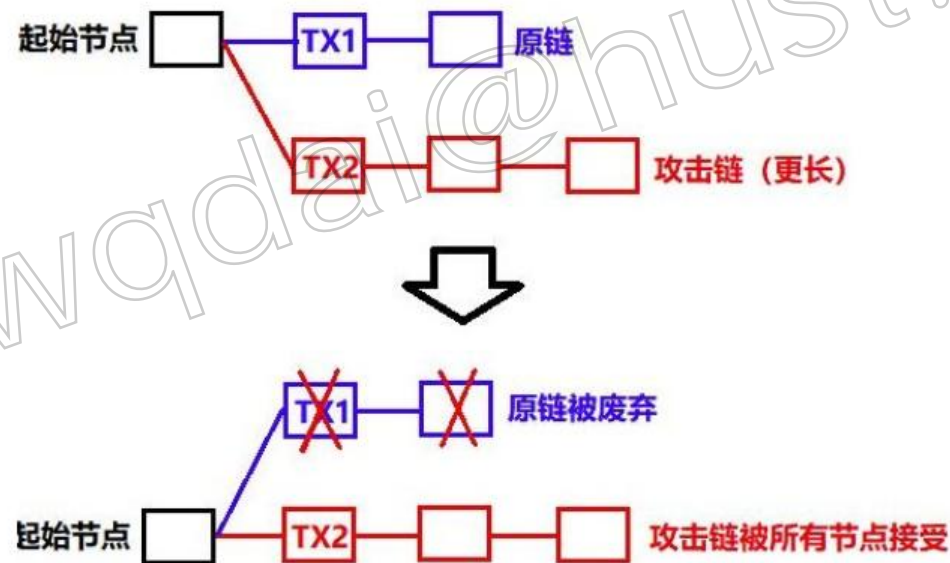 起始节点 TX1 原链
TX2 攻击链（更长）
TX1 原链被废弃
起始节点 TX2 攻击链被所有节点接受
wqdai@hust.